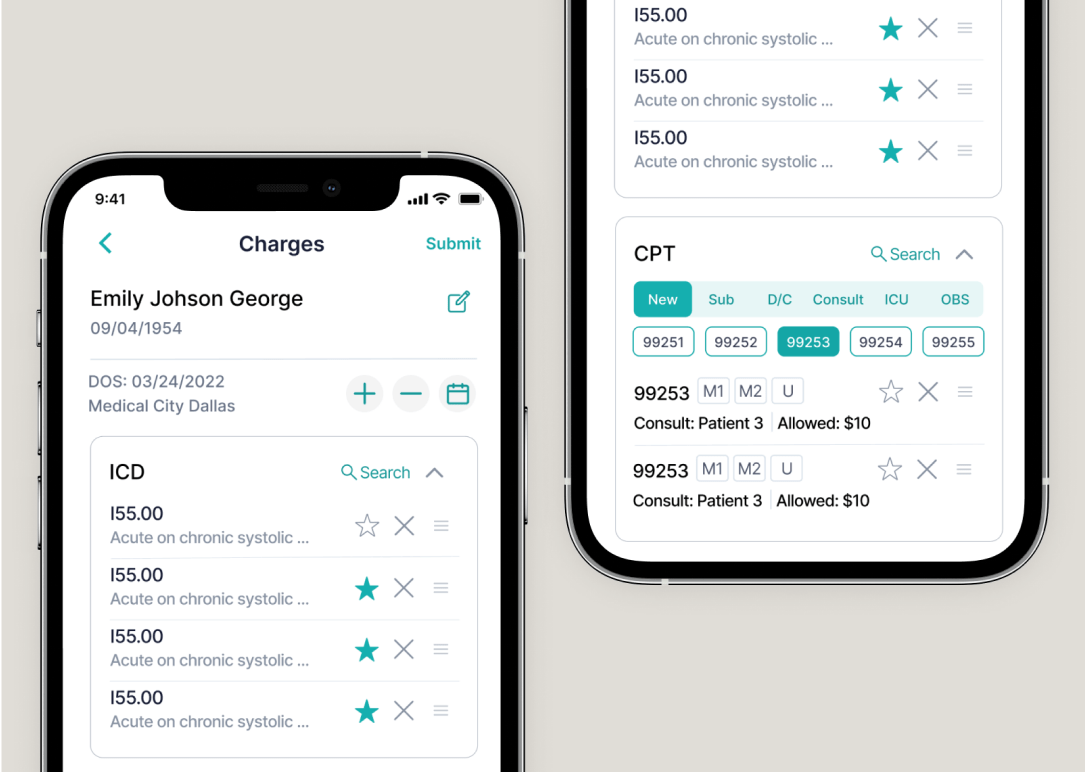 9:41
Charges
Submit
Emily Johson George
09/04/1954
DOS: 03/24/2022
Medical City Dallas
ICD
Search
I55.00
Acute on chronic systolic ...
I55.00
Acute on chronic systolic ...
I55.00
Acute on chronic systolic ...
I55.00
Acute on chronic systolic ...
I55.00
Acute on chronic systolic ...
I55.00
Acute on chronic systolic ...
I55.00
Acute on chronic systolic ...
CPT
Search
New Sub D/C Consult ICU OBS
99251 99252 99253 99254 99255
99253 M1 M2 U
Consult: Patient 3 Allowed: $10
99253 M1 M2 U
Consult: Patient 3 Allowed: $10